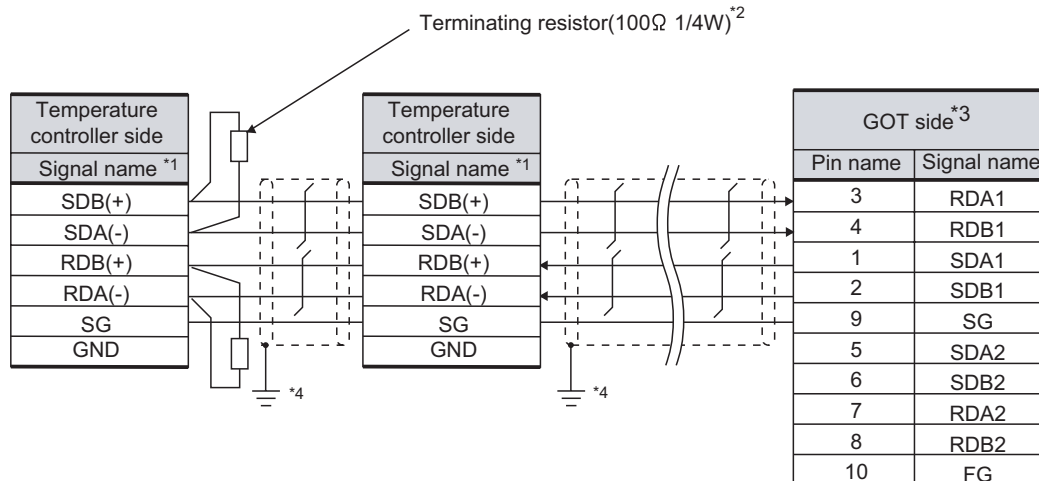 Terminating resistor(100Ω 1/4W)*2
Temperature
controller side
Signal name *1
SDB(+)
SDA(-)
RDB(+)
RDA(-)
SG
GND
*4
Temperature
controller side
Signal name *1
SDB(+)
SDA(-)
RDB(+)
RDA(-)
SG
GND
*4
GOT side*3
Pin name Signal name
3 RDA1
4 RDB1
1 SDA1
2 SDB1
9 SG
5 SDA2
6 SDB2
7 RDA2
8 RDB2
10 FG